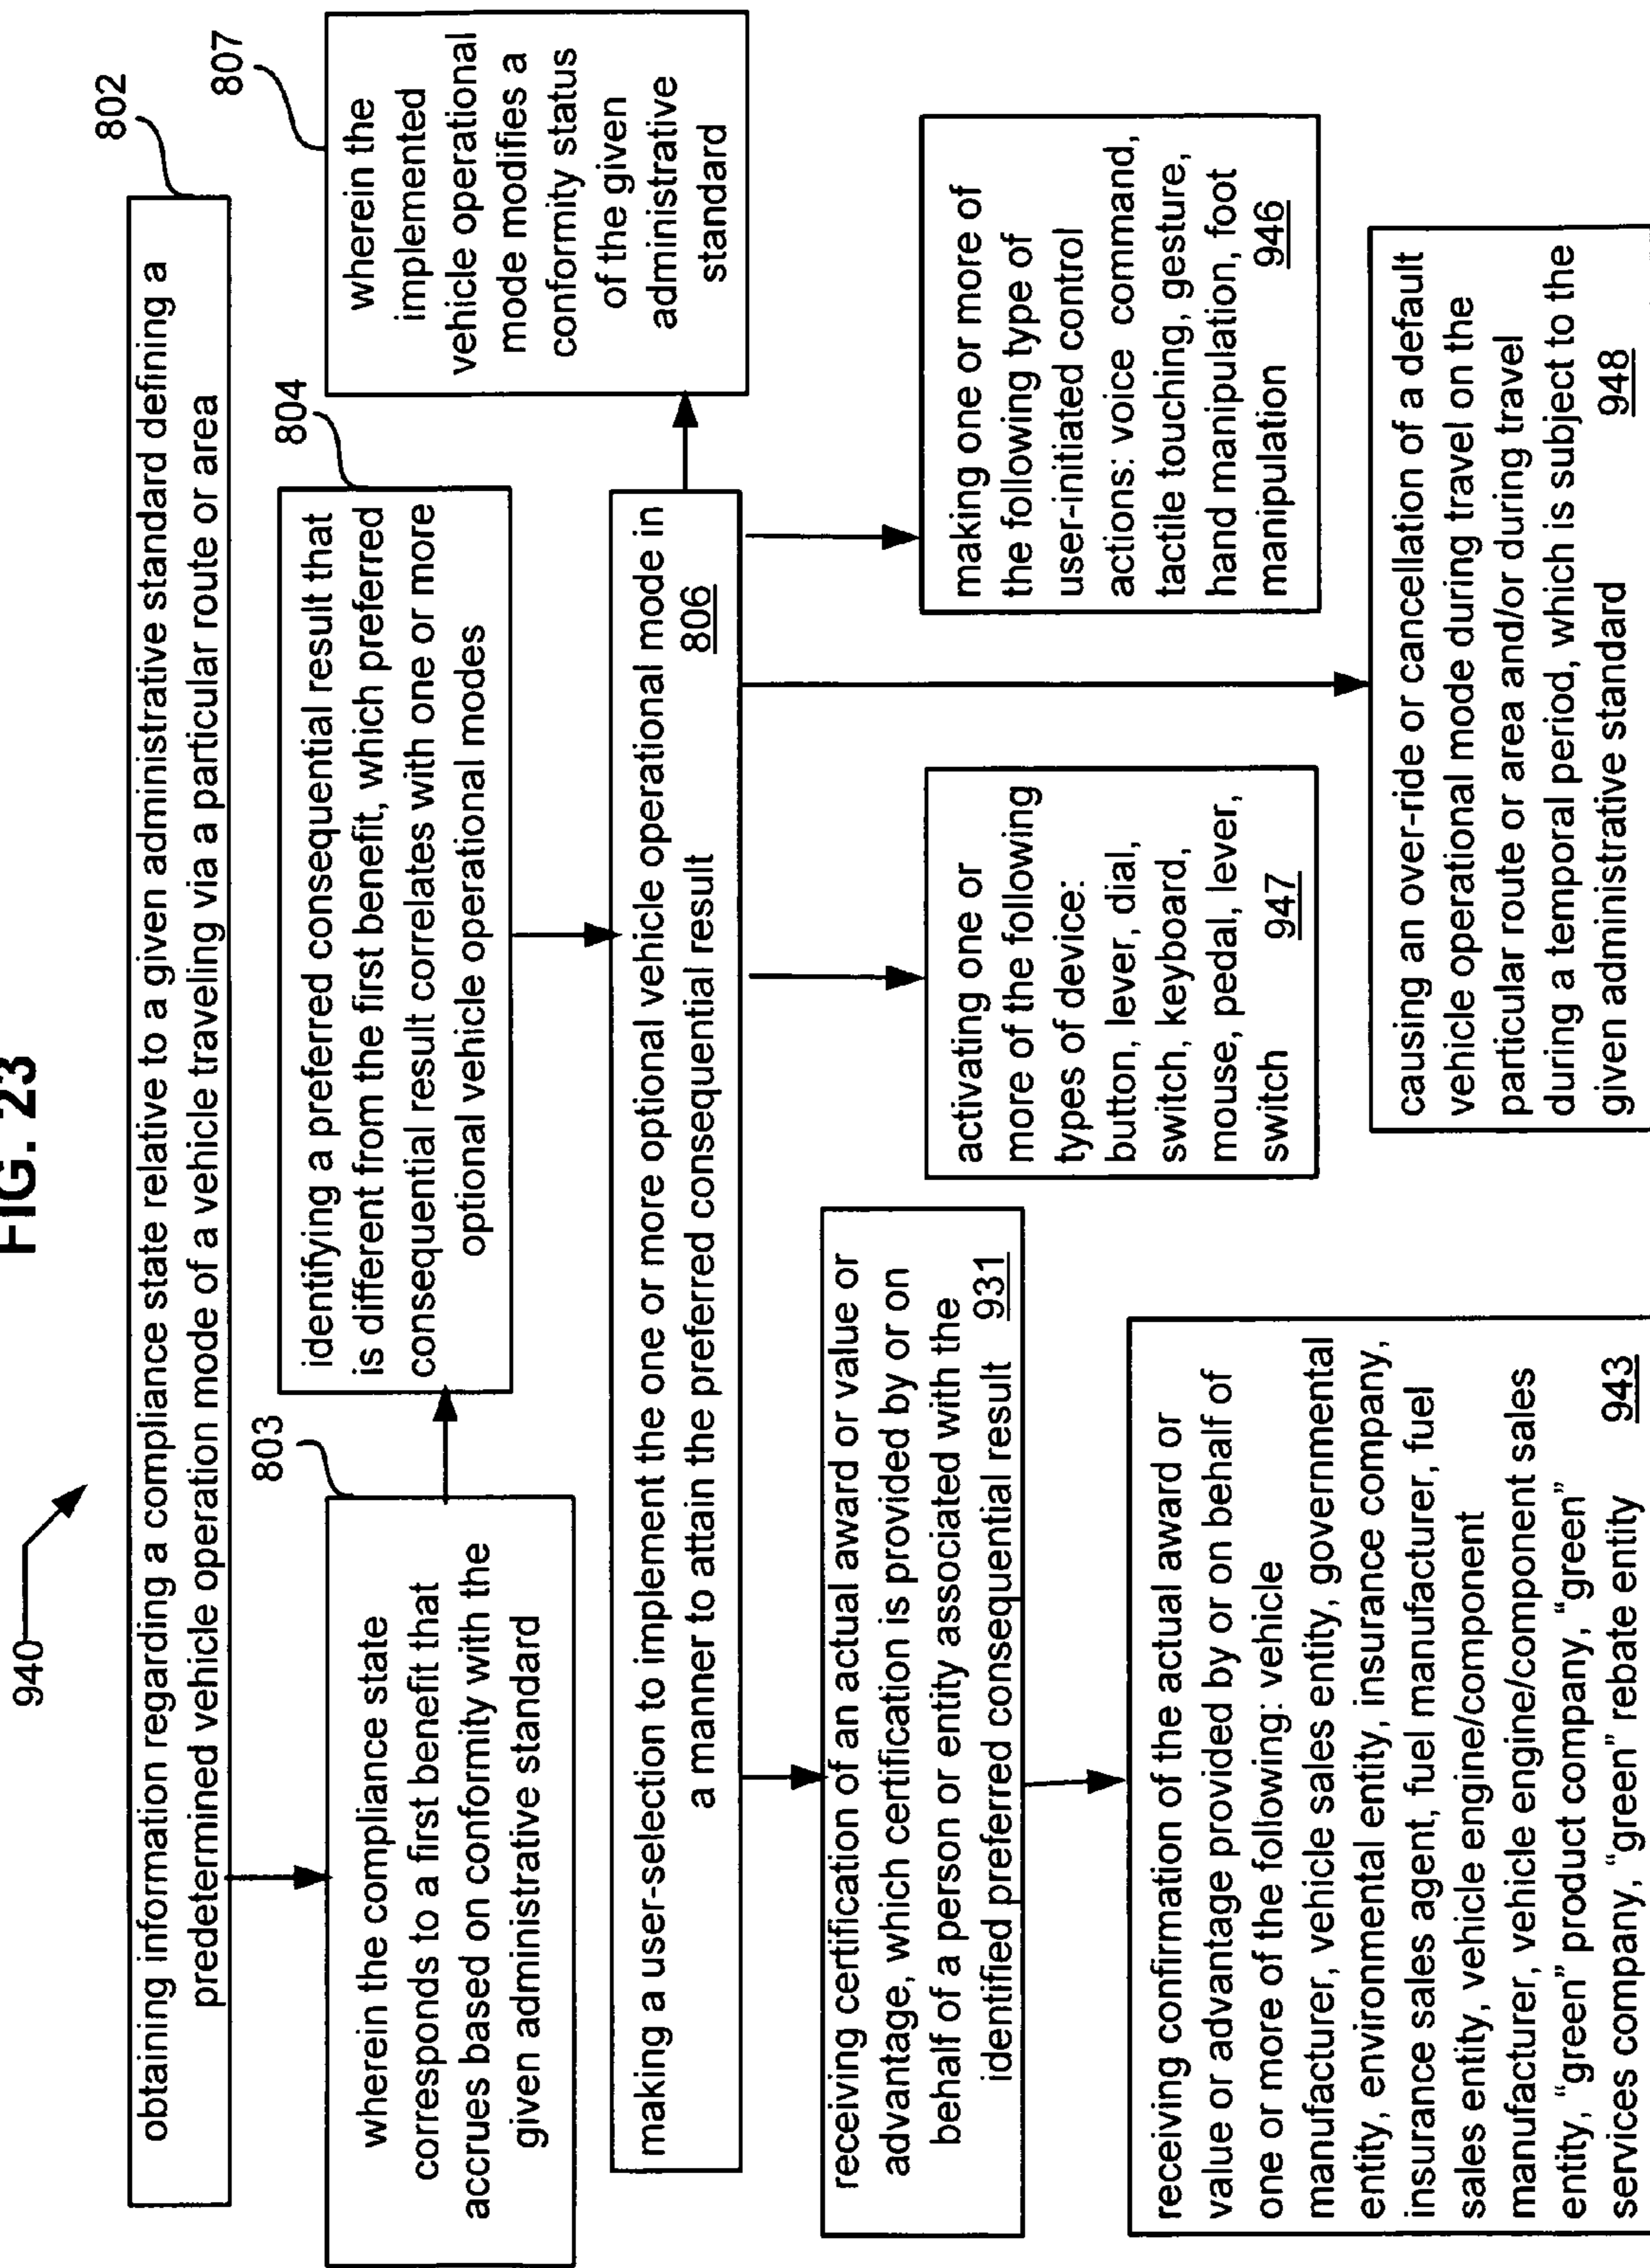 FIG. 23
940
802
obtaining information regarding a compliance state relative to a given administrative standard defining a
predetermined vehicle operation mode of a vehicle traveling via a particular route or area
803
wherein the compliance state
corresponds to a first benefit that
accrues based on conformity with the
given administrative standard
804
identifying a preferred consequential result that
is different from the first benefit, which preferred
consequential result correlates with one or more
optional vehicle operational modes
807
wherein the
implemented
vehicle operational
mode modifies a
conformity status
of the given
administrative
standard
making a user-selection to implement the one or more optional vehicle operational mode in
a manner to attain the preferred consequential result 806
receiving certification of an actual award or value or
advantage, which certification is provided by or on
behalf of a person or entity associated with the
identified preferred consequential result 931
activating one or
more of the following
types of device:
button, lever, dial,
switch, keyboard,
mouse, pedal, lever,
switch 947
making one or more of
the following type of
user-initiated control
actions: voice command,
tactile touching, gesture,
hand manipulation, foot
manipulation 946
receiving confirmation of the actual award or
value or advantage provided by or on behalf of
one or more of the following: vehicle
manufacturer, vehicle sales entity, governmental
entity, environmental entity, insurance company,
insurance sales agent, fuel manufacturer, fuel
sales entity, vehicle engine/component
manufacturer, vehicle engine/component sales
entity, “green” product company, “green”
services company, “green” rebate entity 943
causing an over-ride or cancellation of a default
vehicle operational mode during travel on the
particular route or area and/or during travel
during a temporal period, which is subject to the
given administrative standard 948